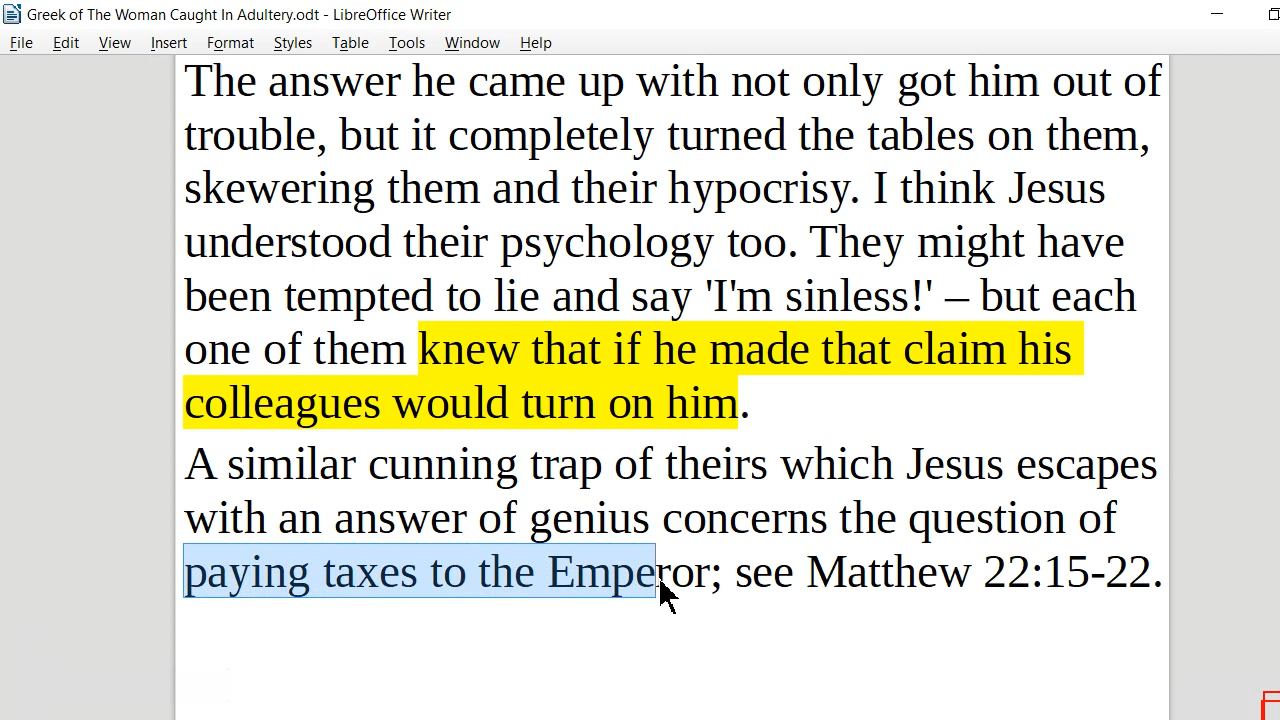 Greek of The Woman Caught In Adultery.odt - LibreOffice Writer
File Edit View Insert Format Styles Table Tools Window Help
The answer he came up with not only got him out of
trouble, but it completely turned the tables on them,
skewering them and their hypocrisy. I think Jesus
understood their psychology too. They might have
been tempted to lie and say 'I'm sinless!' – but each
one of them knew that if he made that claim his
colleagues would turn on him.
A similar cunning trap of theirs which Jesus escapes
with an answer of genius concerns the question of
paying taxes to the Emperor; see Matthew 22:15-22.